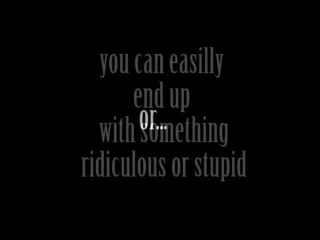 you can easilly
end up
or...
with something
ridiculous or stupid